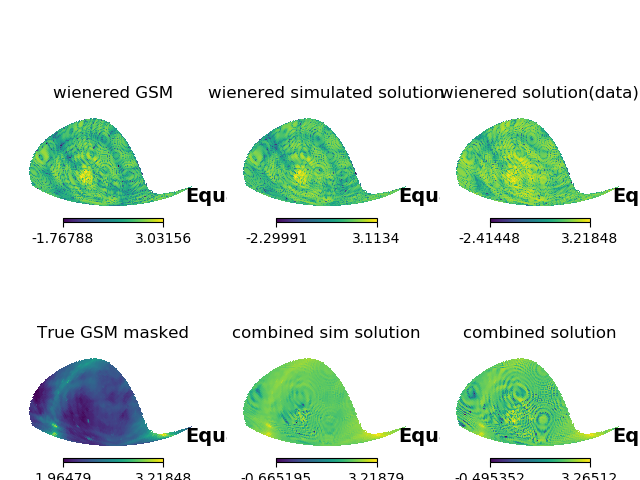 wienered GSM
wienered simulated solution
wienered solution(data)
Equ
Equ
Eq
-1.76788 3.03156
-2.29991 3.1134
-2.41448 3.21848
True GSM masked
combined sim solution
combined solution
Equ
Equ
Eq
1.96479 3.21848
-0.665195 3.21879
-0.495352 3.26512